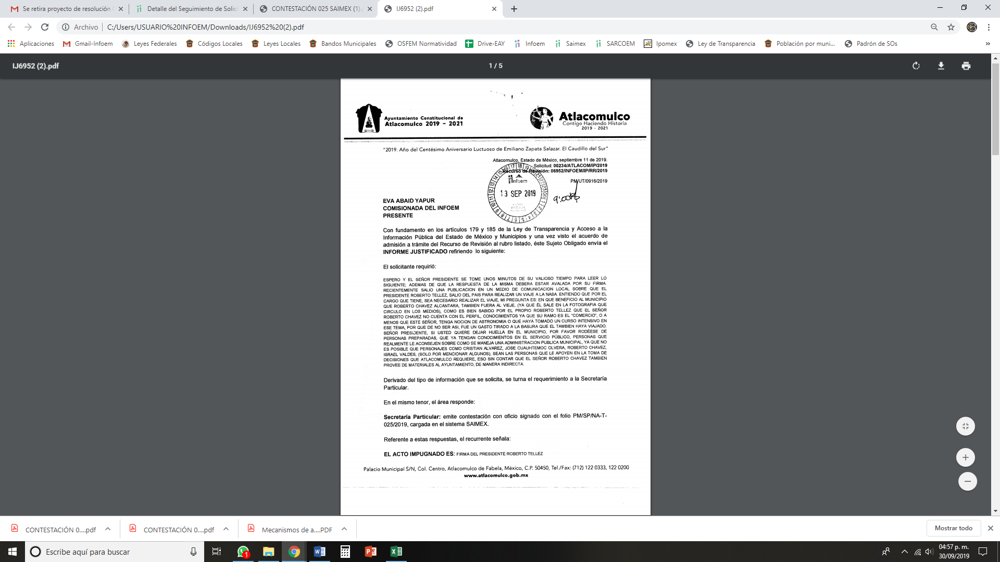 Se retira proyecto de resolución
Detalle del Seguimiento de Solici
CONTESTACIÓN 025 SAIMEX (1).p
IJ6952 (2).pdf
Archivo
C:/Users/USUARIO%20INFOEM/Downloads/IJ6952%20(2).pdf
Aplicaciones
Gmail-Infoem
Leyes Federales
Códigos Locales
Leyes Locales
Bandos Municipales
OSFEM Normatividad
Drive-EAY
Infoem
Saimex
SARCOEM
Ipomex
Ley de Transparencia
Población por muni...
Padrón de SOs
»
IJ6952 (2).pdf
1 / 5
Ayuntamiento Constitucional de
Atlacomulco 2019 - 2021
Atlacomulco
Contigo Haciendo Historia
2019 - 2021
"2019. Año del Centésimo Aniversario Luctuoso de Emiliano Zapata Salazar. El Caudillo del Sur"
Atlacomulco, Estado de México, septiembre 11 de 2019.
Solicitud: 00234/ATLACOM/IP/2019
Recurso de Revisión: 06952/INFOEM/IP/RR/2019
PM/UT/0916/2019
infoem
13 SEP 2019
EVA ABAID YAPUR
COMISIONADA DEL INFOEM
PRESENTE
Con fundamento en los artículos 179 y 185 de la Ley de Transparencia y Acceso a la
Información Pública del Estado de México y Municipios y una vez visto el acuerdo de
admisión a trámite del Recurso de Revisión al rubro listado, éste Sujeto Obligado envía el
INFORME JUSTIFICADO refiriendo lo siguiente:
El solicitante requirió:
ESPERO Y EL SEÑOR PRESIDENTE SE TOME UNOS MINUTOS DE SU VALIOSO TIEMPO PARA LEER LO
SIGUIENTE; ADEMAS DE QUE LA RESPUESTA DE LA MISMA DEBERA ESTAR AVALADA POR SU FIRMA.
RECIENTEMENTE SALIO UNA PUBLICACION EN UN MEDIO DE COMUNICACION LOCAL SOBRE QUE EL
PRESIDENTE ROBERTO TELLEZ, SALIO DEL PAIS PARA REALIZAR UN VIAJE A LA NASA. ENTIENDO QUE POR EL
CARGO QUE TIENE, SEA NECESARIO REALIZAR EL VIAJE, MI PREGUNTA ES: EN QUE BENEFICIO AL MUNICIPIO
QUE ROBERTO CHAVEZ ALCANTARA, TAMBIEN FUERA AL VIEJE, (YA QUE ÉL SALE EN LA FOTOGRAFIA QUE
CIRCULO EN LOS MEDIOS), COMO ES BIEN SABIDO POR EL PROPIO ROBERTO TELLEZ QUE EL SEÑOR
ROBERTO CHAVEZ NO CUENTA CON EL PERFIL, CONOCIMIENTOS YA QUE SU RAMO ES EL "COMERCIO", O A
MENOS QUE ESTE SEÑOR, TENGA NOCION DE ASTRONOMIA O QUE HAYA TOMADO UN CURSO INTENSIVO EN
ESE TEMA, POR QUE DE NO SER ASI, FUE UN GASTO TIRADO A LA BASURA QUE EL TAMBIEN HAYA VIAJADO.
SEÑOR PRESIDENTE, SI USTED QUIERE DEJAR HUELLA EN EL MUNICIPIO, POR FAVOR RODÉESE DE
PERSONAS PREPARADAS, QUE YA TENGAN CONOCIMIENTOS EN EL SERVICIO PÚBLICO, PERSONAS QUE
REALMENTE LE ACONSEJEN SOBRE COMO SE MANEJA UNA ADMINISTRACION PUBLICA MUNICIPAL, YA QUE NO
ES POSIBLE QUE PERSONAJES COMO CRISTIAN ALVAREZ, JOSE CUAUHTEMOC OLVERA, ROBERTO CHAVEZ,
ISRAEL VALDES, (SOLO POR MENCIONAR ALGUNOS), SEAN LAS PERSONAS QUE LE APOYEN EN LA TOMA DE
DECISIONES QUE ATLACOMULCO REQUIERE, ESO SIN CONTAR QUE EL SEÑOR ROBERTO CHAVEZ TAMBIEN
PROVEE DE MATERIALES AL AYUNTAMIENTO, DE MANERA INDIRECTA.
Derivado del tipo de información que se solicita, se turna el requerimiento a la Secretaría
Particular.
En el mismo tenor, el área responde:
Secretaría Particular: emite contestación con oficio signado con el folio PM/SP/NA-T-
025/2019, cargada en el sistema SAIMEX.
Referente a estas respuestas, el recurrente señala:
EL ACTO IMPUGNADO ES: FIRMA DEL PRESIDENTE ROBERTO TELLEZ
Palacio Municipal S/N, Col. Centro, Atlacomulco de Fabela, México, C.P. 50450, Tel./Fax: (712) 122 0333, 122 0200
www.atlacomulco.gob.mx
CONTESTACIÓN 0....pdf
CONTESTACIÓN 0....pdf
Mecanismos de a....PDF
Mostrar todo
Escribe aquí para buscar
1
04:57 p. m.
30/09/2019